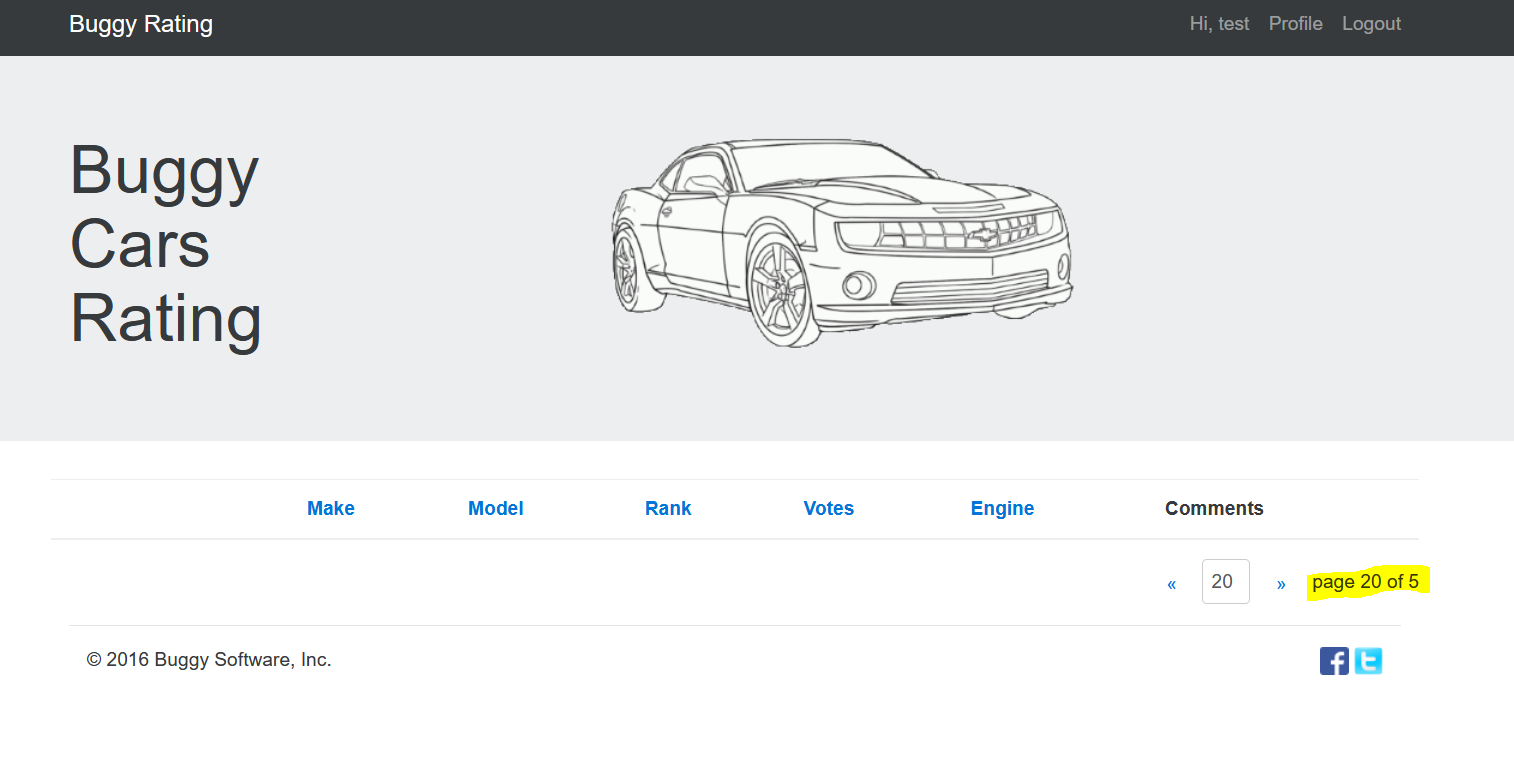 Buggy Rating
Hi, test Profile Logout
Buggy
Cars
Rating
Make Model Rank Votes Engine Comments
« 20 » page 20 of 5
© 2016 Buggy Software, Inc.